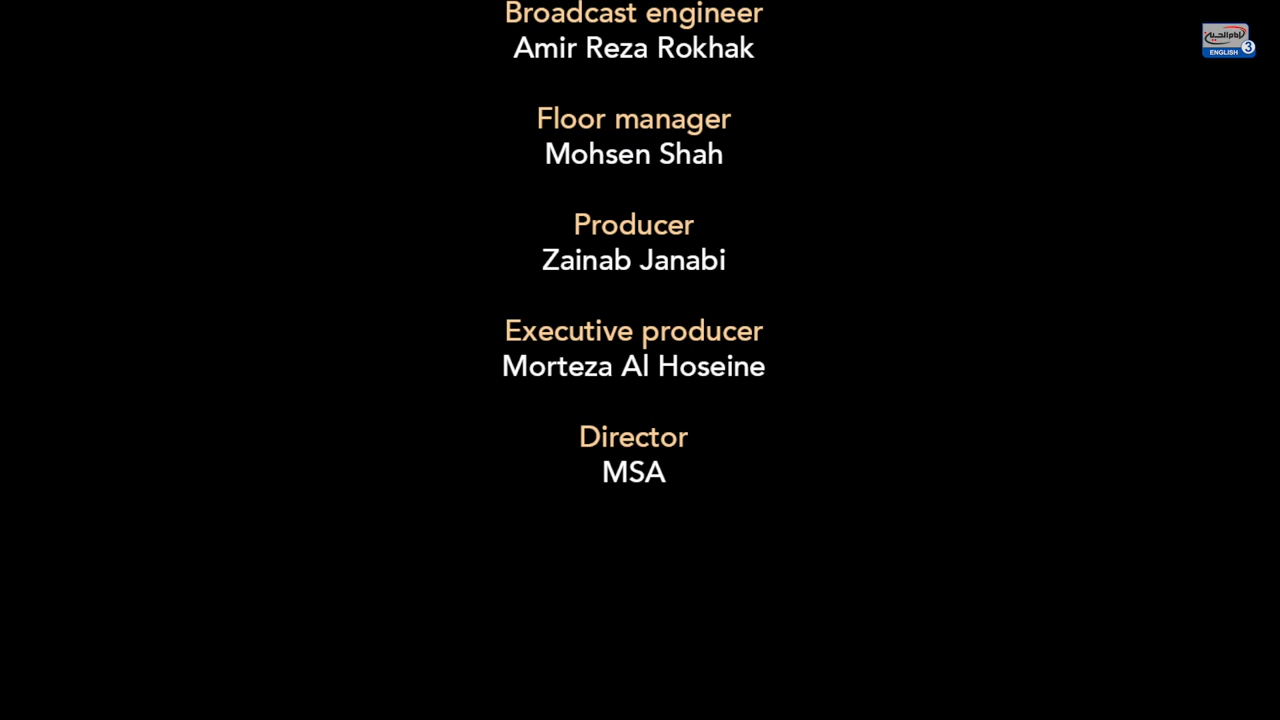 Broadcast engineer
Amir Reza Rokhak
Floor manager
Mohsen Shah
Producer
Zainab Janabi
Executive producer
Morteza Al Hoseine
Director
MSA
ENGLISH 3